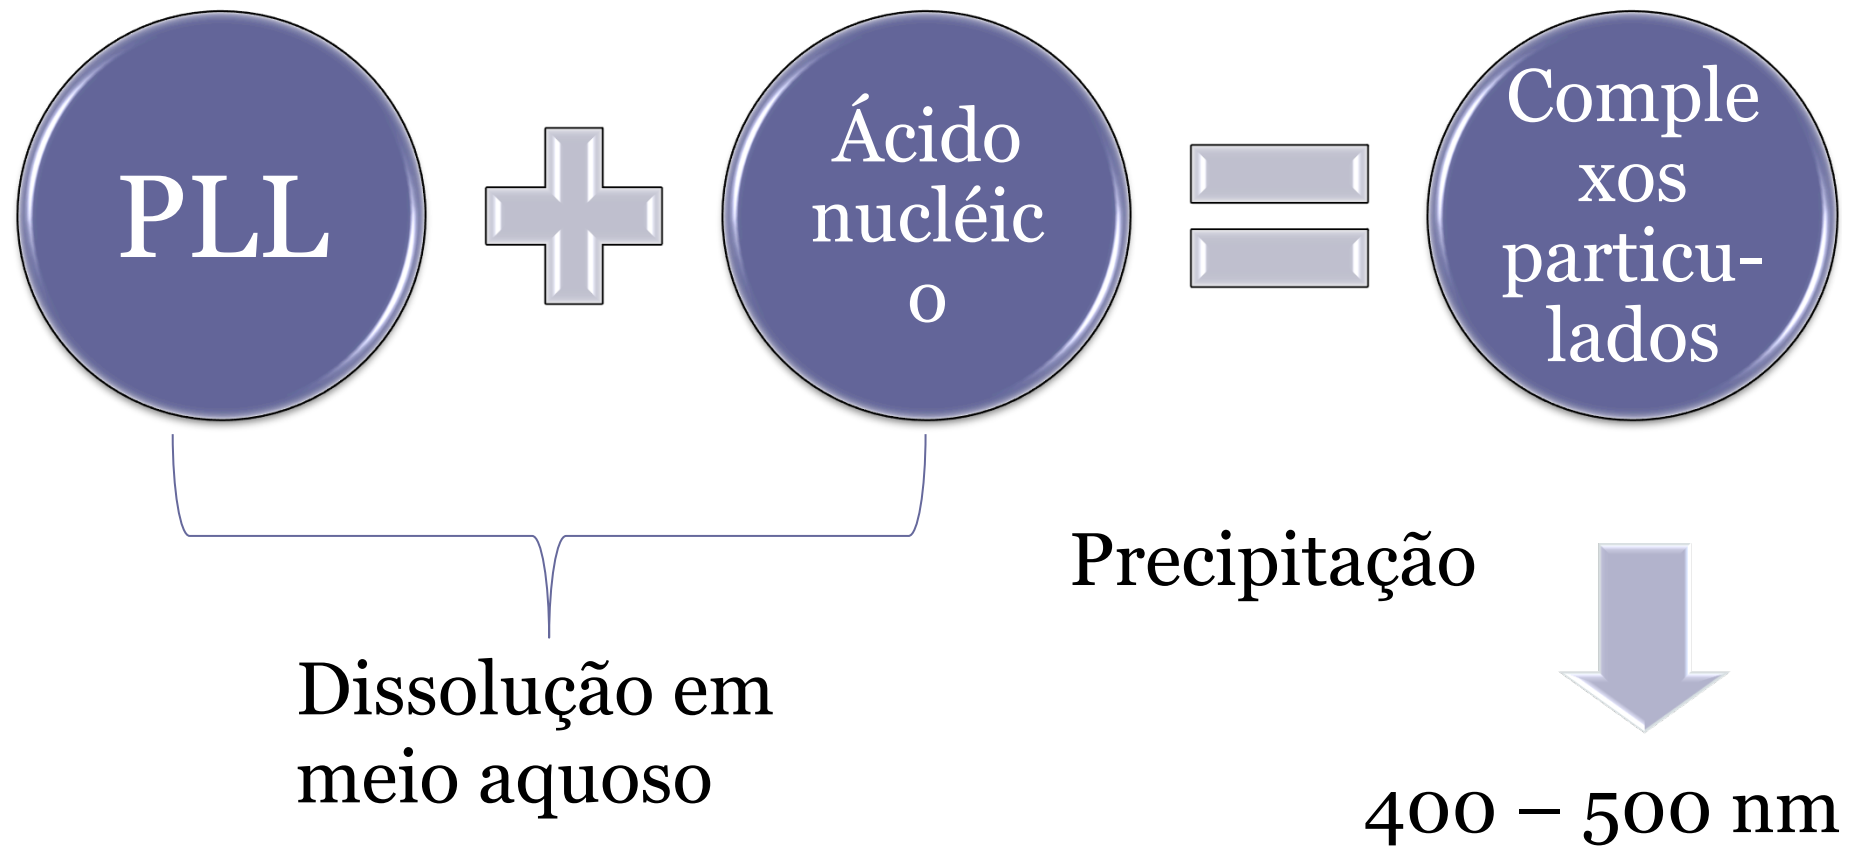 PLL
Ácido
nucléic
o
Comple
xos
particu-
lados
Dissolução em
meio aquoso
Precipitação
400 – 500 nm